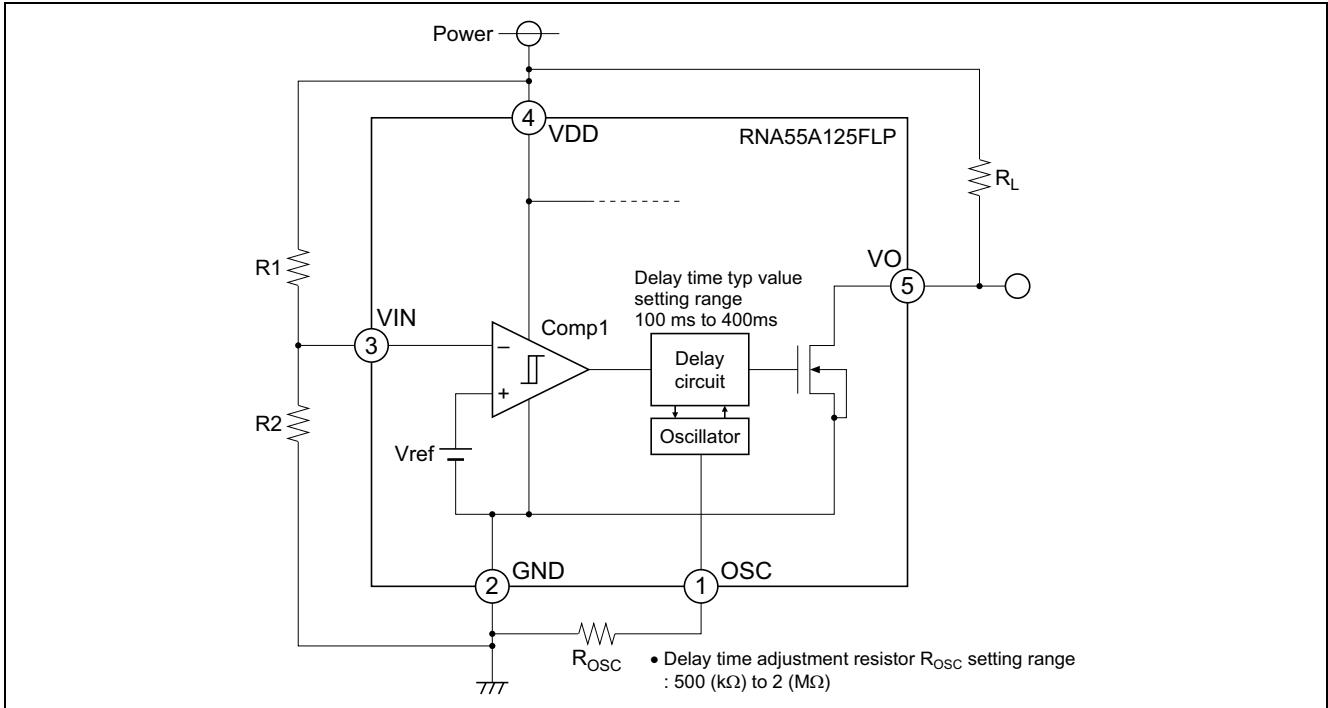 Power
4
VDD
RNA55A125FLP
R1
RL
VO
5
Delay time typ value
setting range
100 ms to 400ms
VIN
3
Comp1
−
+
Delay
circuit
R2
Oscillator
Vref
GND
2
OSC
1
ROSC
• Delay time adjustment resistor ROSC setting range
: 500 (kΩ) to 2 (MΩ)